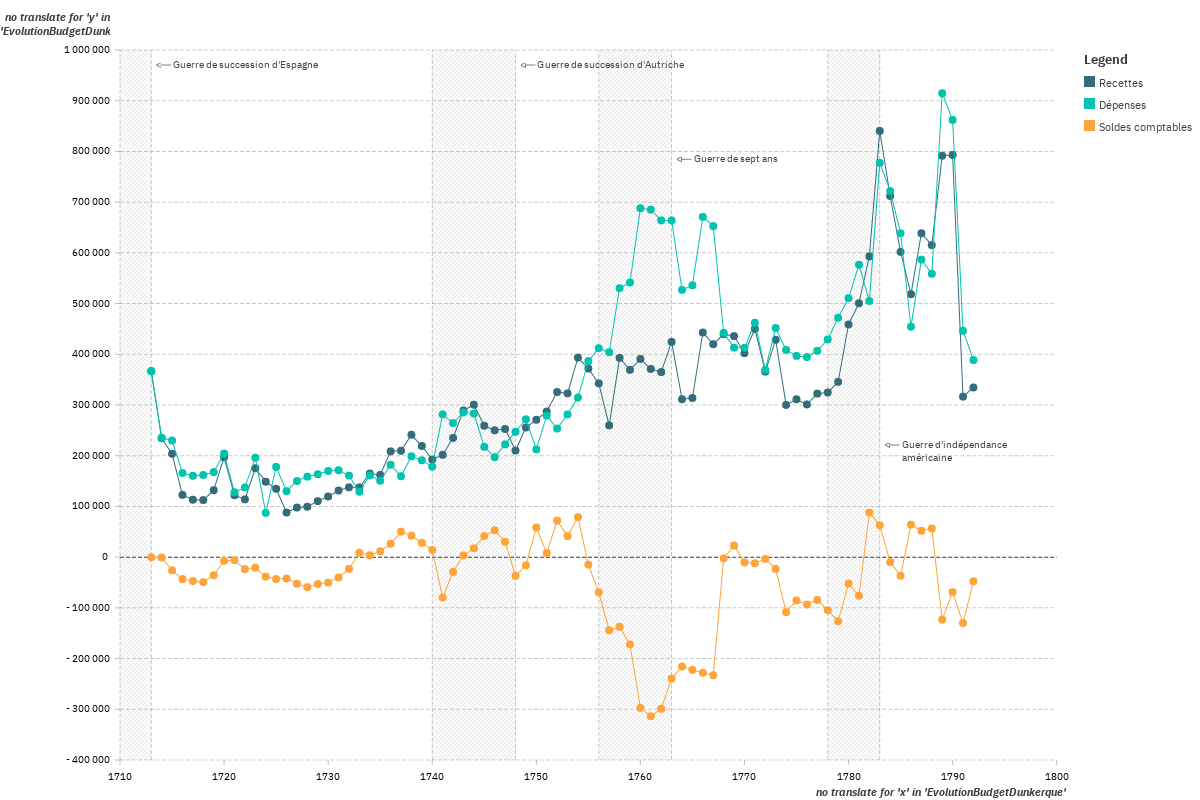 no translate for 'y' in
'EvolutionBudgetDunk
1 000 000
900 000
800 000
700 000
600 000
500 000
400 000
300 000
200 000
100 000
0
- 100 000
- 200 000
- 300 000
- 400 000
Guerre de succession d'Espagne
Guerre de succession d'Autriche
Guerre de sept ans
Guerre d'indépendance
américaine
Legend
Recettes
Dépenses
Soldes comptables
1710
1720
1730
1740
1750
1760
1770
1780
1790
1800
no translate for 'x' in 'EvolutionBudgetDunkerque'